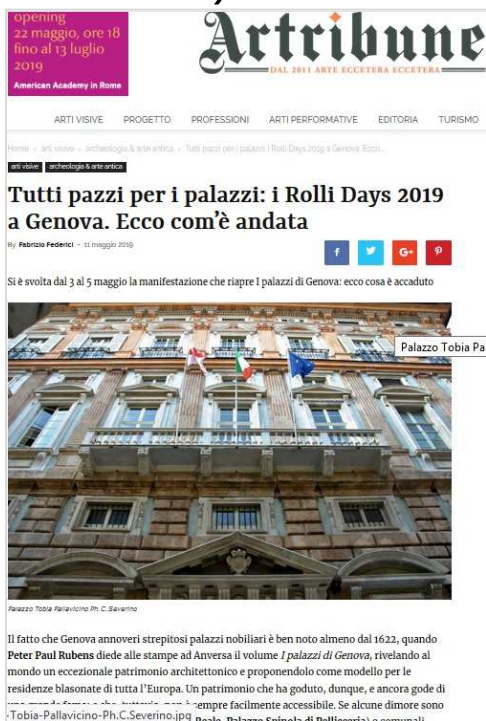 opening
22 maggio, ore 18
fino al 13 luglio
2019
American Academy in Rome
Artribune
DAL 2011 ARTE ECCETERA ECCETERA
ARTI VISIVE PROGETTO PROFESSIONI ARTI PERFORMATIVE EDITORIA TURISMO
Home › arti visive › archeologia & arte antica › Tutti pazzi per i palazzi: i Rolli Days 2019 a Genova. Ecco...
arti visive archeologia & arte antica
Tutti pazzi per i palazzi: i Rolli Days 2019
a Genova. Ecco com'è andata
By Fabrizio Federici - 11 maggio 2019
f G+
Si è svolta dal 3 al 5 maggio la manifestazione che riapre I palazzi di Genova: ecco cosa è accaduto
Palazzo Tobia Pa
Palazzo Tobia Pallavicino Ph.C.Severino
Il fatto che Genova annoveri strepitosi palazzi nobiliari è ben noto almeno dal 1622, quando
Peter Paul Rubens diede alle stampe ad Anversa il volume I palazzi di Genova, rivelando al
mondo un eccezionale patrimonio architettonico e proponendolo come modello per le
residenze blasonate di tutta l'Europa. Un patrimonio che ha goduto, dunque, e ancora gode di
sempre facilmente accessibile. Se alcune dimore sono
-Tobia-Pallavicino-Ph.C.Severino.jpg Reale, Palazzo Spinola di Pellicceria) o comunali